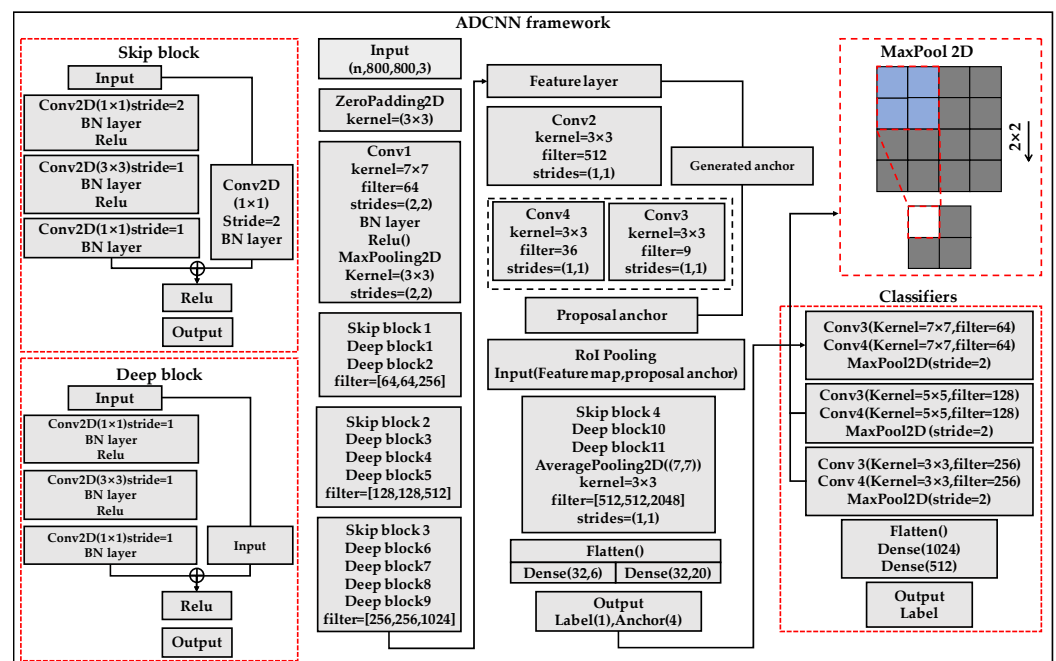 ADCNN framework
Skip block
Input
Conv2D(1×1)stride=2
BN layer
Relu
Conv2D(3×3)stride=1
BN layer
Relu
Conv2D(1×1)stride=1
BN layer
Conv2D
(1×1)
Stride=2
BN layer
Relu
Output
Deep block
Input
Conv2D(1×1)stride=1
BN layer
Relu
Conv2D(3×3)stride=1
BN layer
Relu
Conv2D(1×1)stride=1
BN layer
Input
Relu
Output
Input
(n,800,800,3)
ZeroPadding2D
kernel=(3×3)
Conv1
kernel=7×7
filter=64
strides=(2,2)
BN layer
Relu()
MaxPooling2D
Kernel=(3×3)
strides=(2,2)
Skip block 1
Deep block1
Deep block2
filter=[64,64,256]
Skip block 2
Deep block3
Deep block4
Deep block5
filter=[128,128,512]
Skip block 3
Deep block6
Deep block7
Deep block8
Deep block9
filter=[256,256,1024]
Feature layer
Conv2
kernel=3×3
filter=512
strides=(1,1)
Generated anchor
Conv4
kernel=3×3
filter=36
strides=(1,1)
Conv3
kernel=3×3
filter=9
strides=(1,1)
Proposal anchor
RoI Pooling
Input(Feature map,proposal anchor)
Skip block 4
Deep block10
Deep block11
AveragePooling2D((7,7))
kernel=3×3
filter=[512,512,2048]
strides=(1,1)
Flatten()
Dense(32,6)
Dense(32,20)
Output
Label(1),Anchor(4)
MaxPool 2D
2×2
Classifiers
Conv3(Kernel=7×7,filter=64)
Conv4(Kernel=7×7,filter=64)
MaxPool2D(stride=2)
Conv3(Kernel=5×5,filter=128)
Conv4(Kernel=5×5,filter=128)
MaxPool2D (stride=2)
Conv 3(Kernel=3×3,filter=256)
Conv 4(Kernel=3×3,filter=256)
MaxPool2D(stride=2)
Flatten()
Dense(1024)
Dense(512)
Output
Label